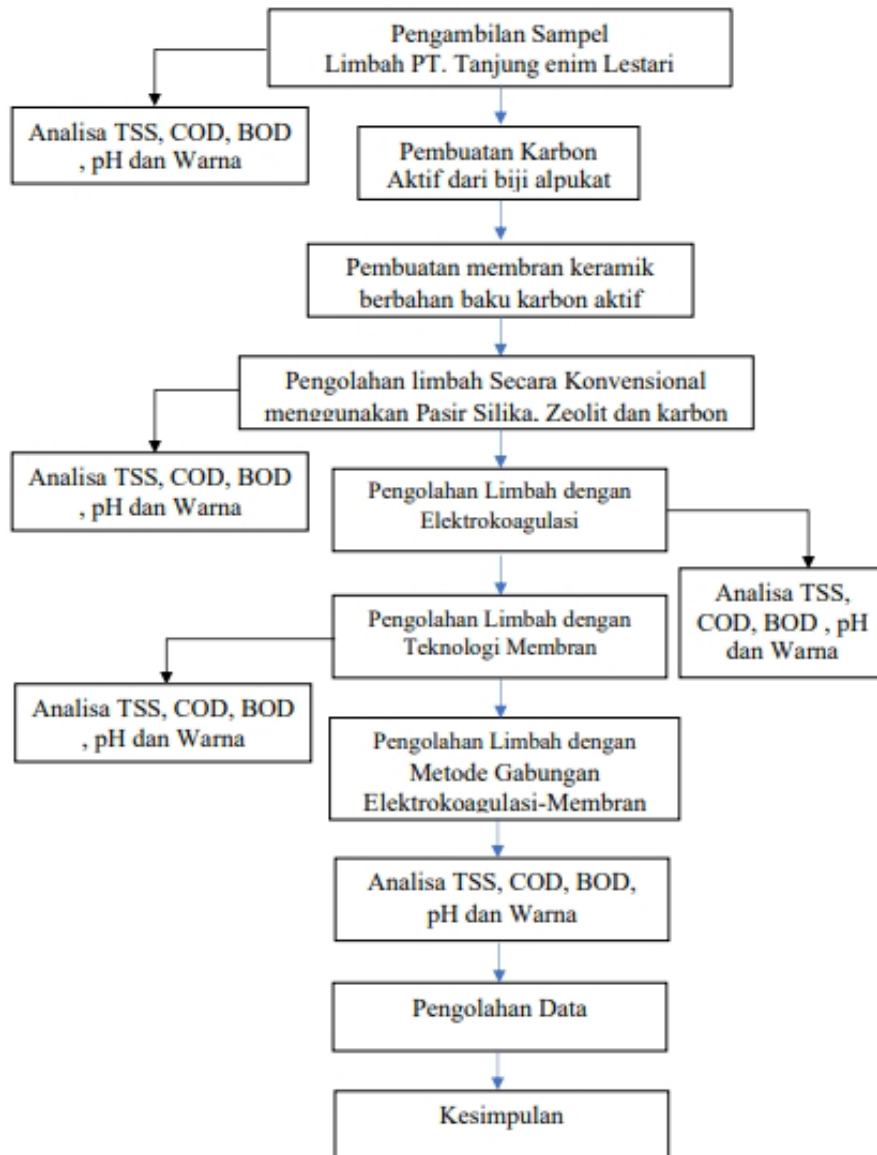 Pengambilan Sampel
Limbah PT. Tanjung enim Lestari
Analisa TSS, COD, BOD
, pH dan Warna
Pembuatan Karbon
Aktif dari biji alpukat
Pembuatan membran keramik
berbahan baku karbon aktif
Pengolahan limbah Secara Konvensional
menggunakan Pasir Silika, Zeolit dan karbon
Analisa TSS, COD, BOD
, pH dan Warna
Pengolahan Limbah dengan
Elektrokoagulasi
Analisa TSS,
COD, BOD , pH
dan Warna
Pengolahan Limbah dengan
Teknologi Membran
Analisa TSS, COD, BOD
, pH dan Warna
Pengolahan Limbah dengan
Metode Gabungan
Elektrokoagulasi-Membran
Analisa TSS, COD, BOD,
pH dan Warna
Pengolahan Data
Kesimpulan